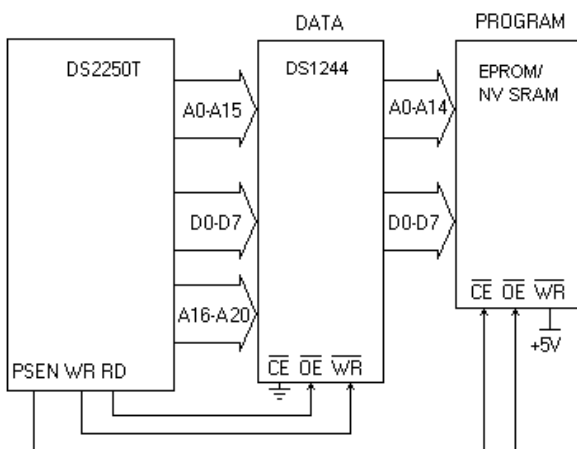 DATA
PROGRAM
DS2250T
DS1244
EPROM/
NV SRAM
A0-A15
A0-A14
D0-D7
D0-D7
A16-A20
CE OE WR
+5V
PSEN WR RD
CE OE WR